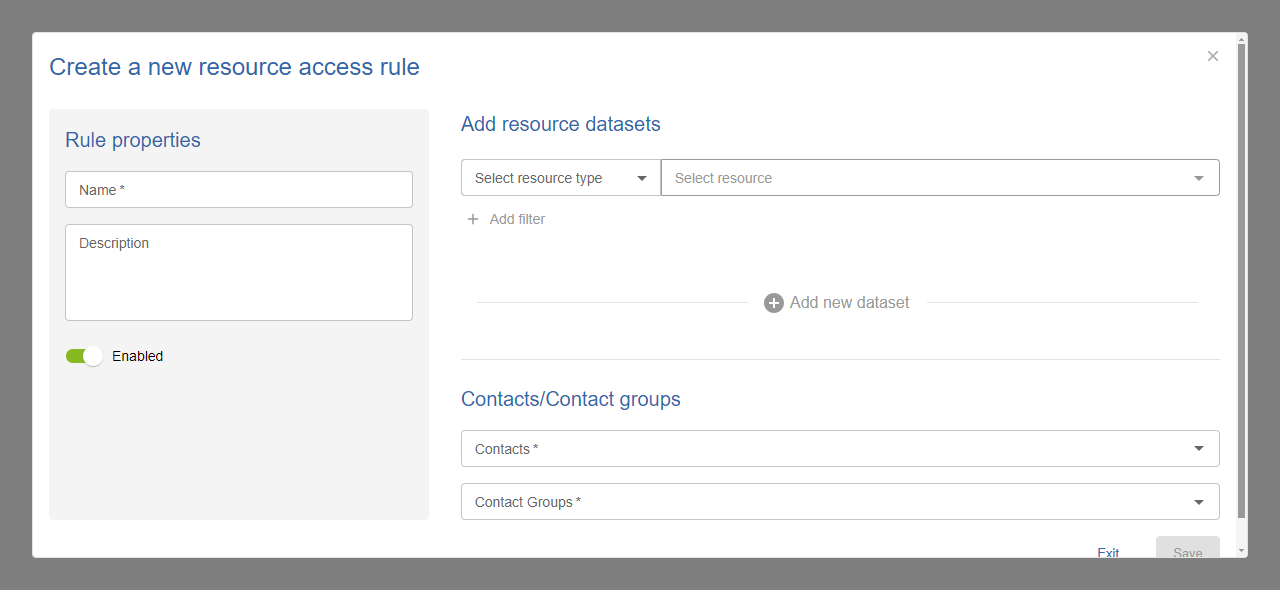 Create a new resource access rule
Rule properties
Name *
Description
Enabled
Add resource datasets
Select resource type
Select resource
Add filter
Add new dataset
Contacts/Contact groups
Contacts *
Contact Groups *
Exit
Save